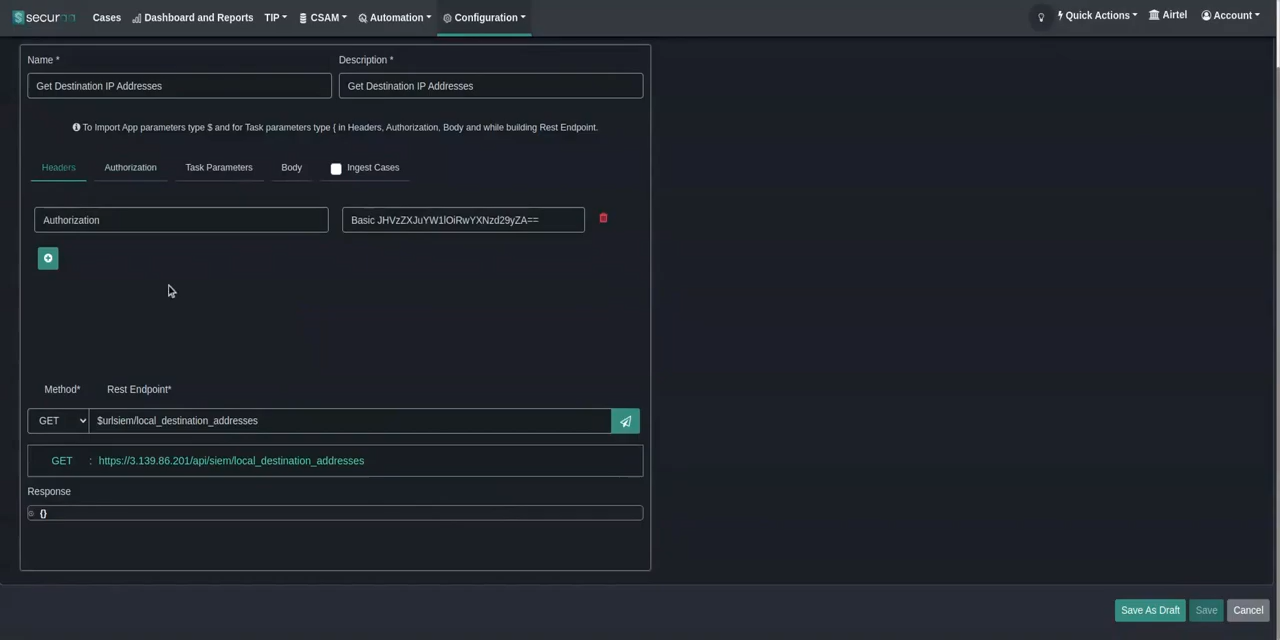 Cases Dashboard and Reports TIP CSAM Automation Configuration Quick Actions Airtel Account
Name * Description *
Get Destination IP Addresses Get Destination IP Addresses
To Import App parameters type $ and for Task parameters type { in Headers, Authorization, Body and while building Rest Endpoint.
Headers Authorization Task Parameters Body Ingest Cases
Authorization Basic JHVzZXJuYW1lOiRwYXNzd29yZA==
Method* Rest Endpoint*
GET $urlsiem/local_destination_addresses
GET : https://3.139.86.201/api/siem/local_destination_addresses
Response
{}
Save As Draft Save Cancel